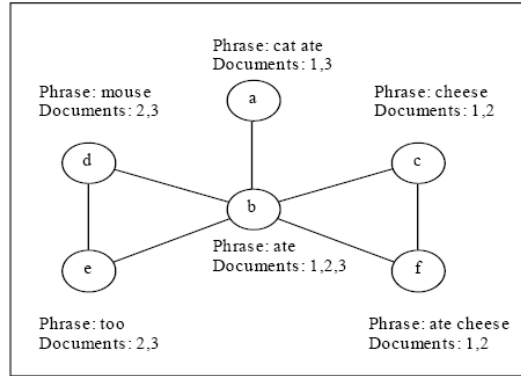 Phrase: cat ate
Documents: 1,3
a
Phrase: mouse
Documents: 2,3
d
Phrase: cheese
Documents: 1,2
c
b
Phrase: ate
Documents: 1,2,3
e
Phrase: too
Documents: 2,3
f
Phrase: ate cheese
Documents: 1,2